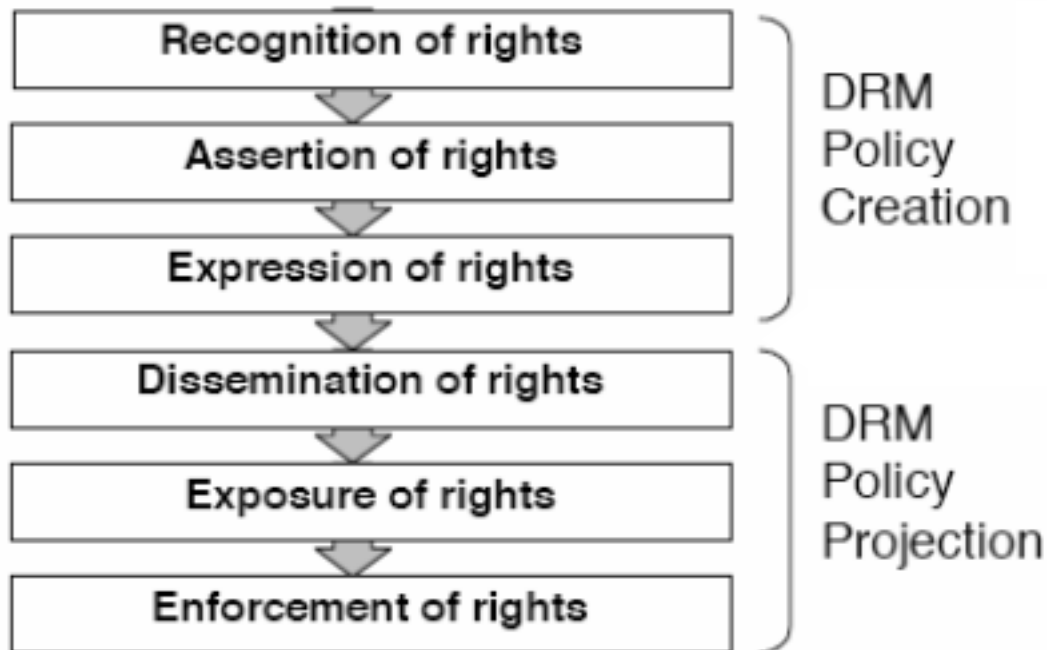 Recognition of rights
Assertion of rights
Expression of rights
DRM
Policy
Creation
Dissemination of rights
Exposure of rights
Enforcement of rights
DRM
Policy
Projection